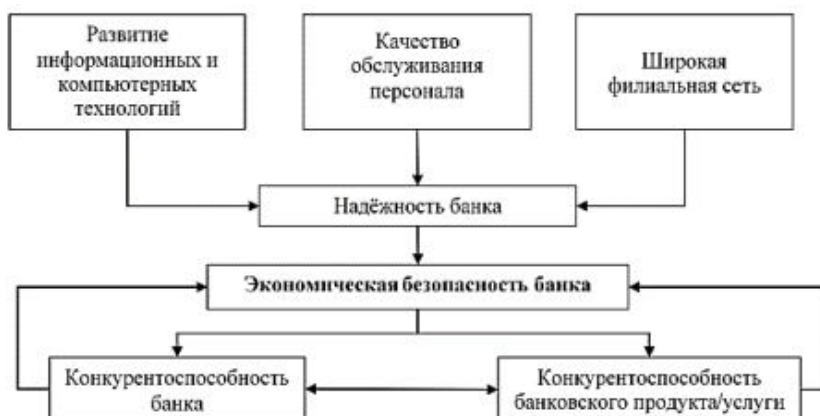 Развитие
информационных и
компьютерных
технологий
Качество
обслуживания
персонала
Широкая
филиальная сеть
Надёжность банка
Экономическая безопасность банка
Конкурентоспособность
банка
Конкурентоспособность
банковского продукта/услуги